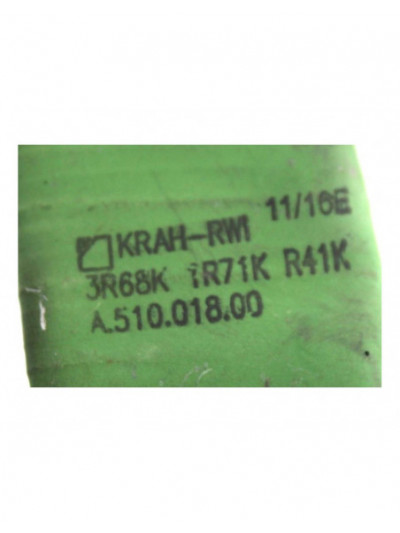 KRAH-RWI 11/16E
3R68K 1R71K R41K
A.510.018.00